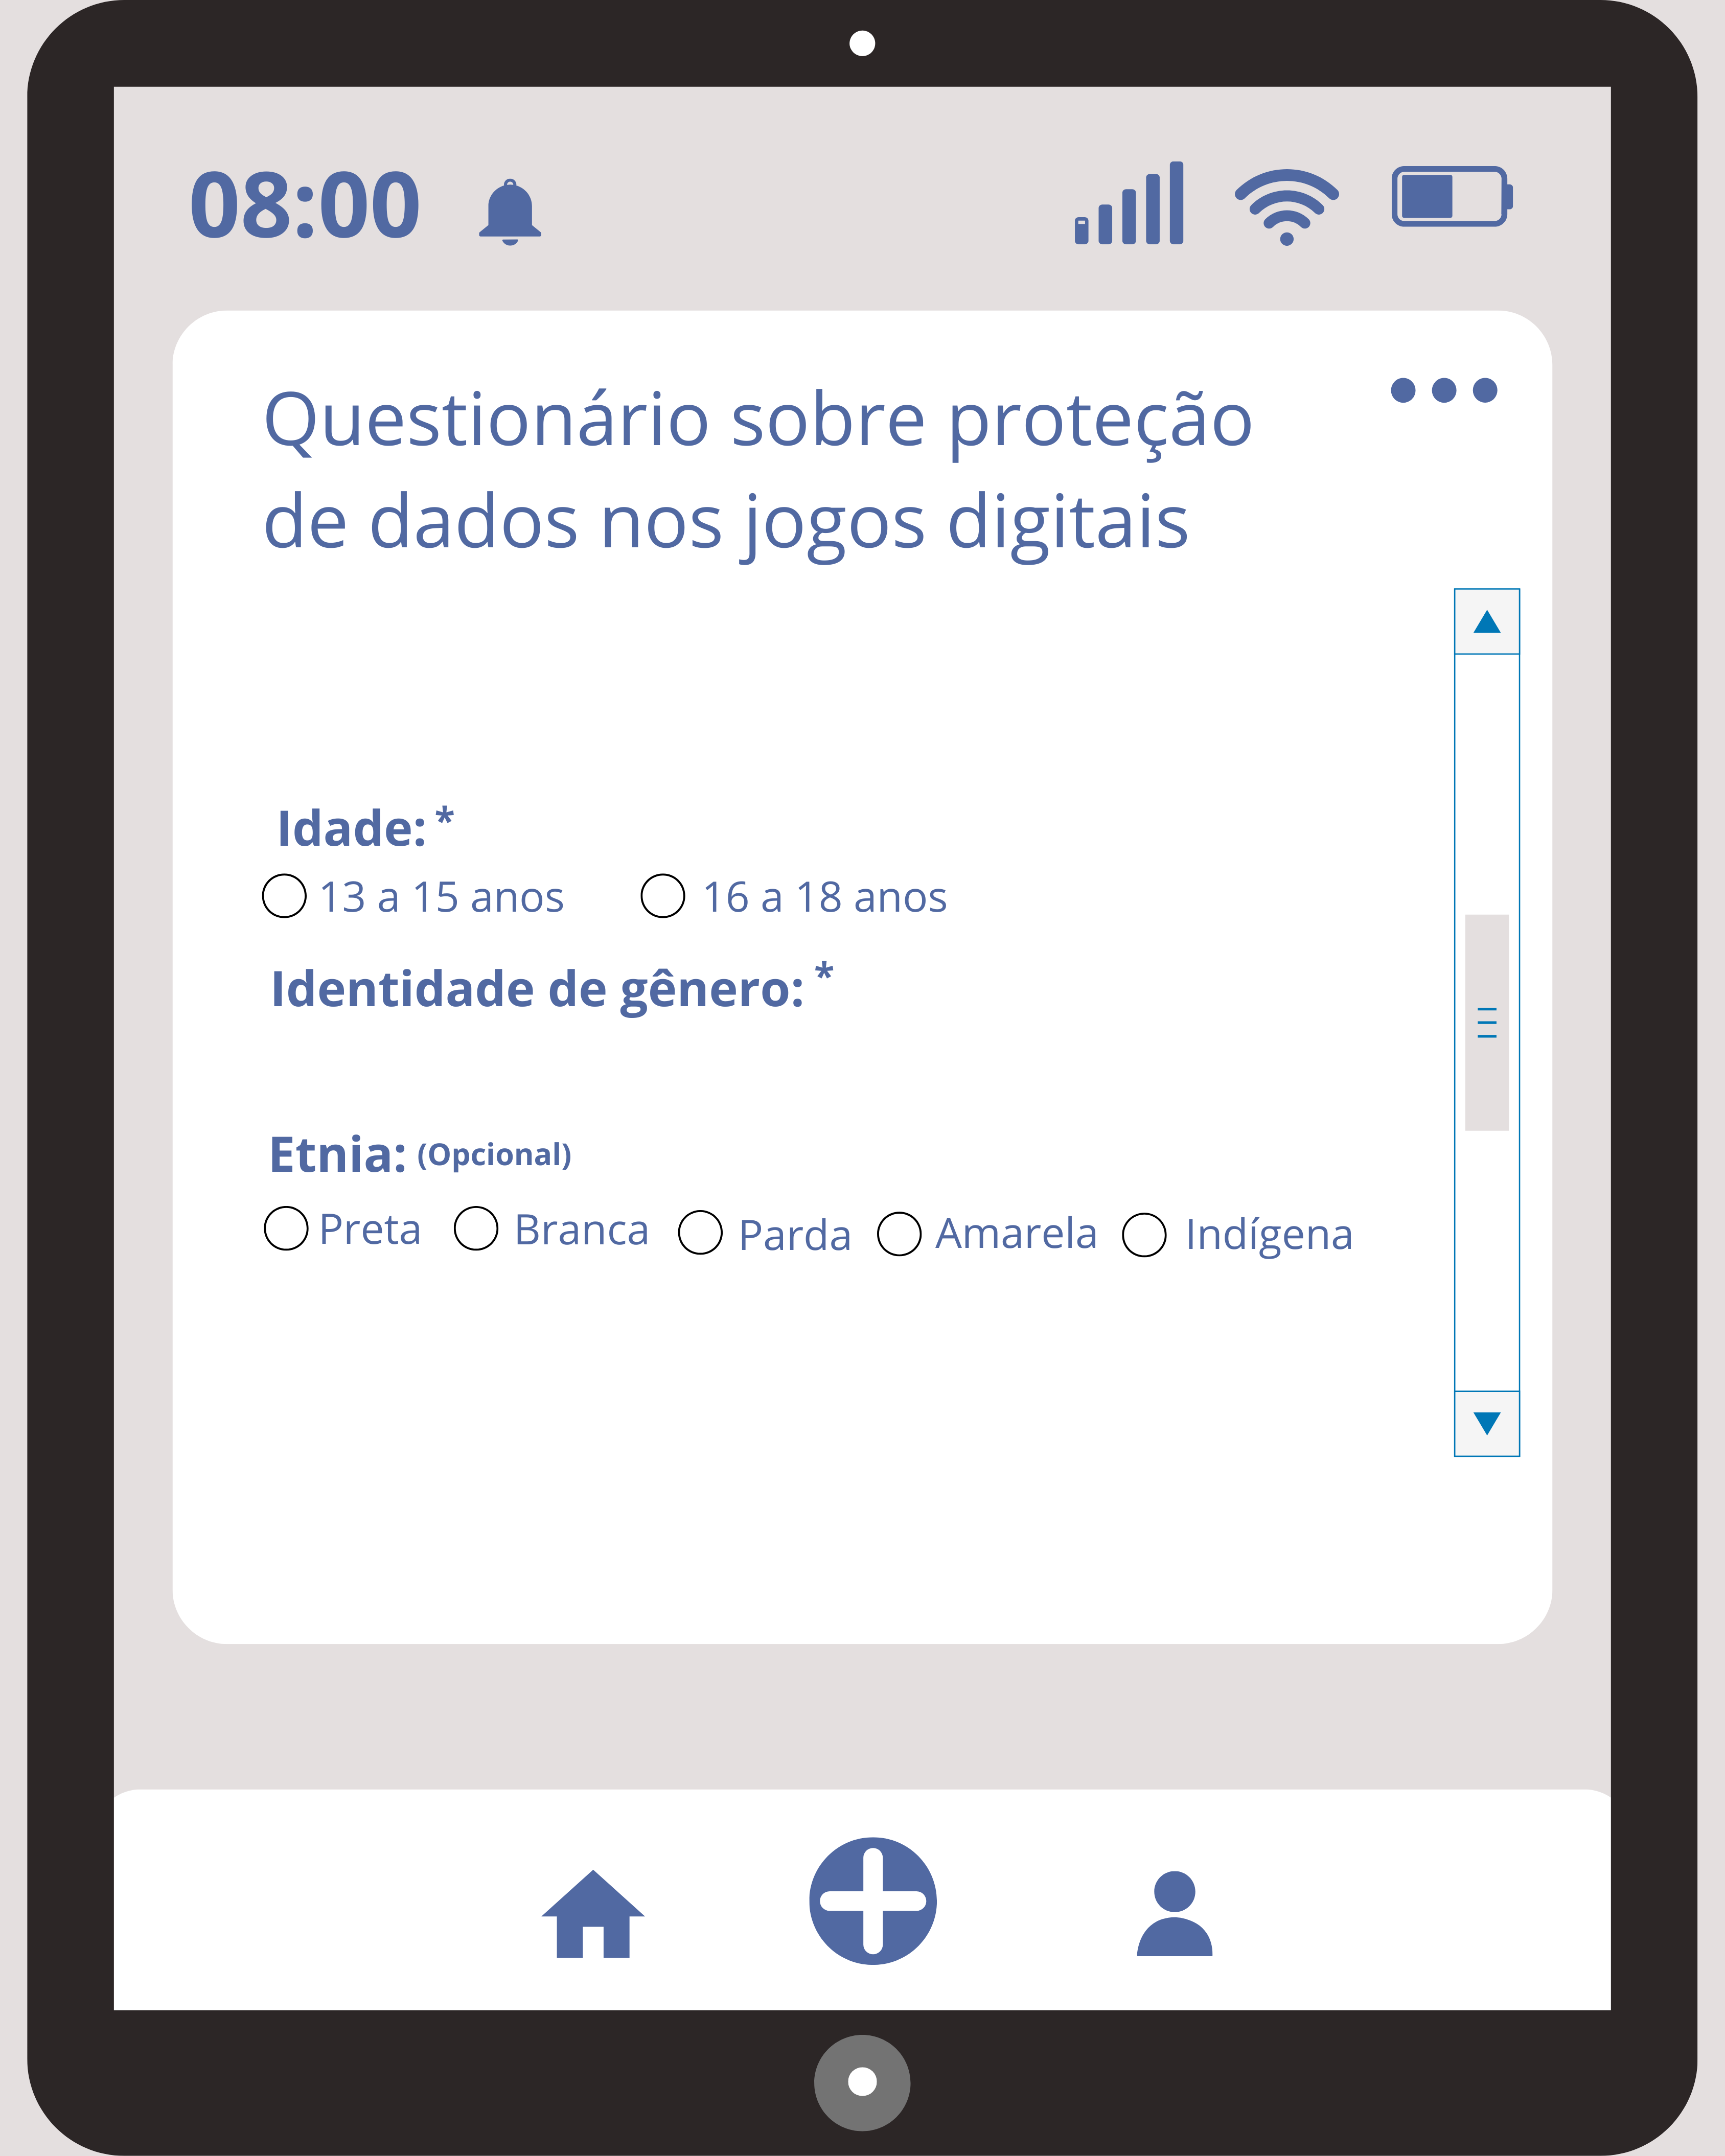 08:00
Questionário sobre proteção
de dados nos jogos digitais
Idade: *
13 a 15 anos 16 a 18 anos
Identidade de gênero: *
Etnia: (Opcional)
Preta Branca Parda Amarela Indígena